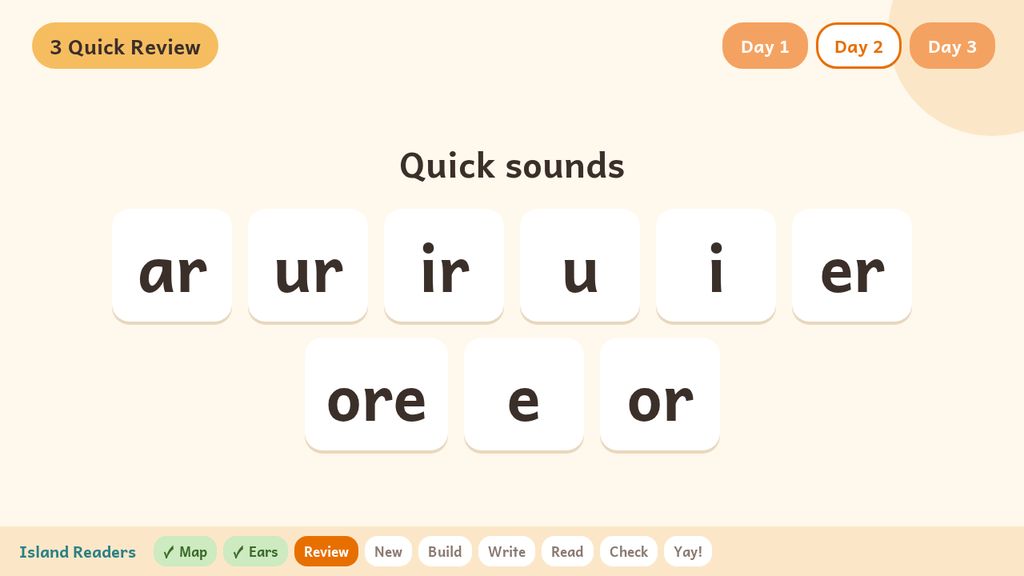 3 Quick Review
Day 1 Day 2 Day 3
Quick sounds
ar ur ir u i er
ore e or
Island Readers ✓ Map ✓ Ears Review New Build Write Read Check Yay!